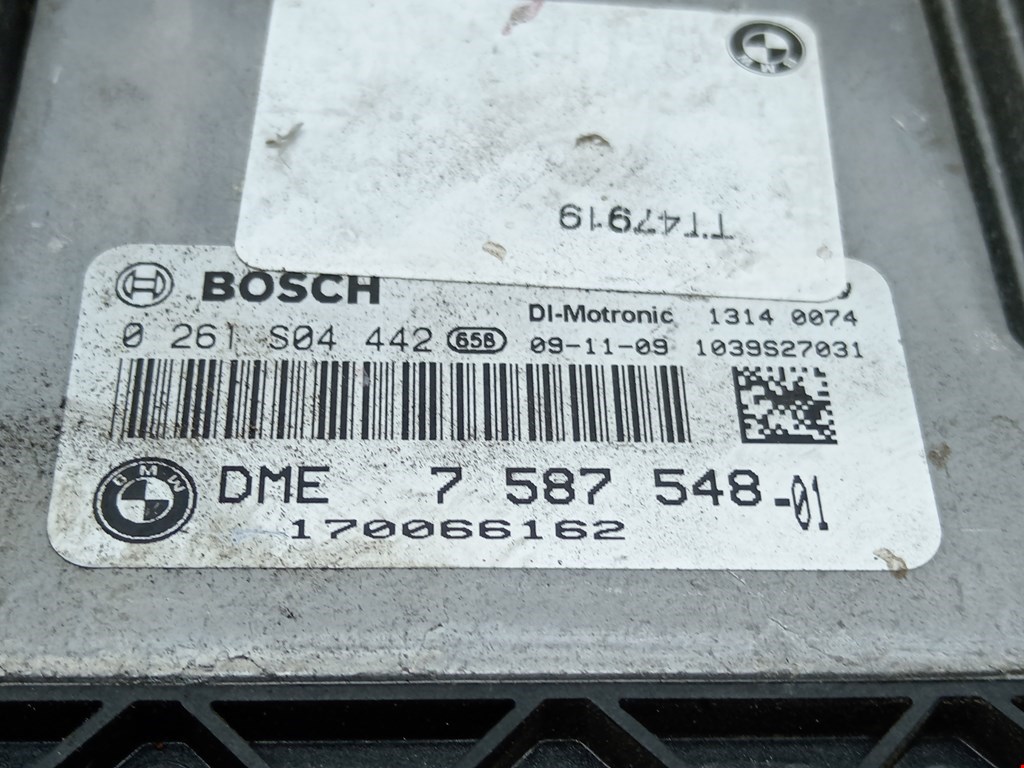 TT47919
BOSCH
DI-Motronic 1314 0074
0 261 S04 442 658 09-11-09 1039S27031
BMW
DME 7 587 548-01
170066162